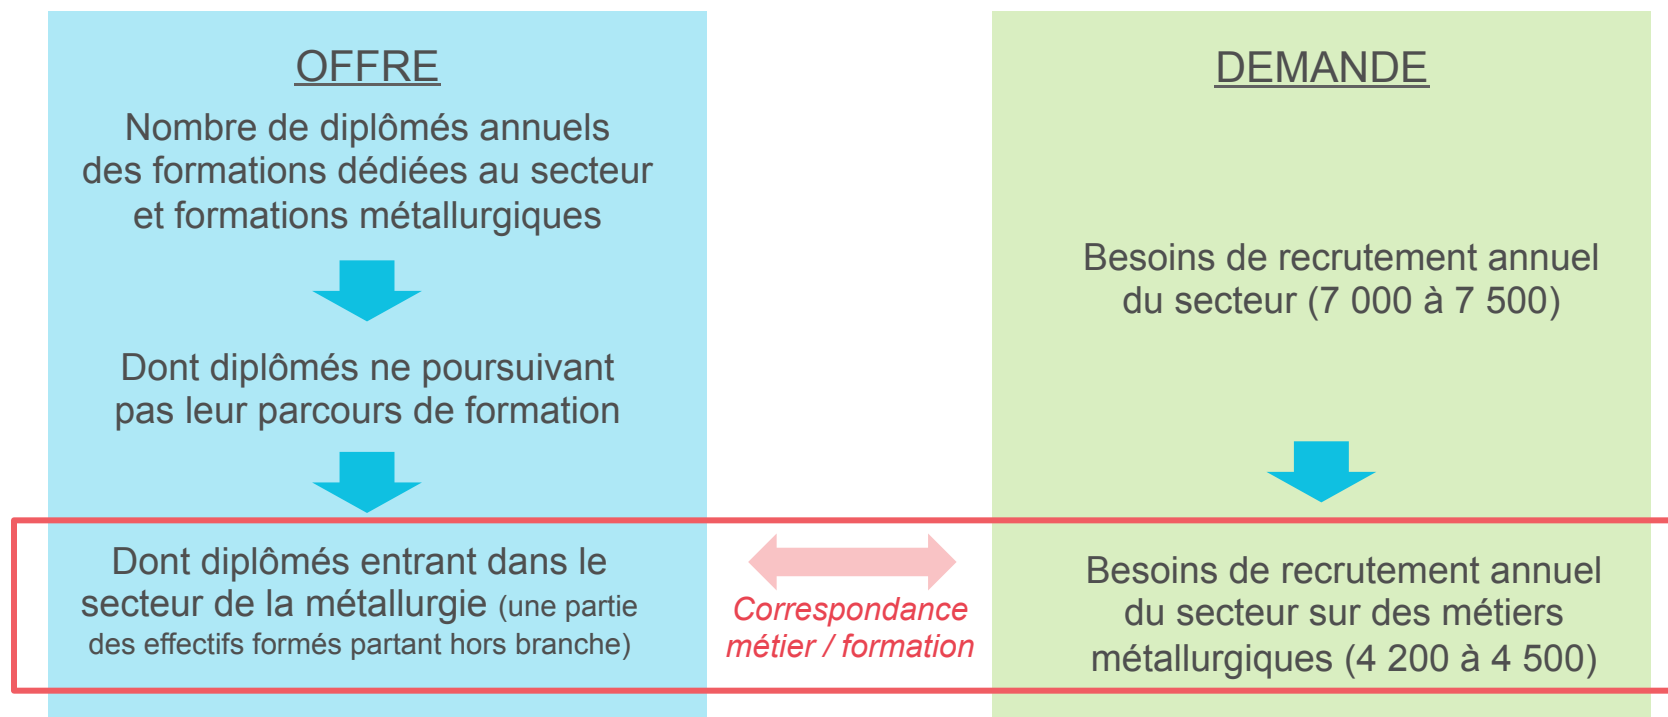 OFFRE
Nombre de diplômés annuels
des formations dédiées au secteur
et formations métallurgiques
Dont diplômés ne poursuivant
pas leur parcours de formation
Dont diplômés entrant dans le
secteur de la métallurgie (une partie
des effectifs formés partant hors branche)
Correspondance
métier / formation
DEMANDE
Besoins de recrutement annuel
du secteur (7 000 à 7 500)
Besoins de recrutement annuel
du secteur sur des métiers
métallurgiques (4 200 à 4 500)